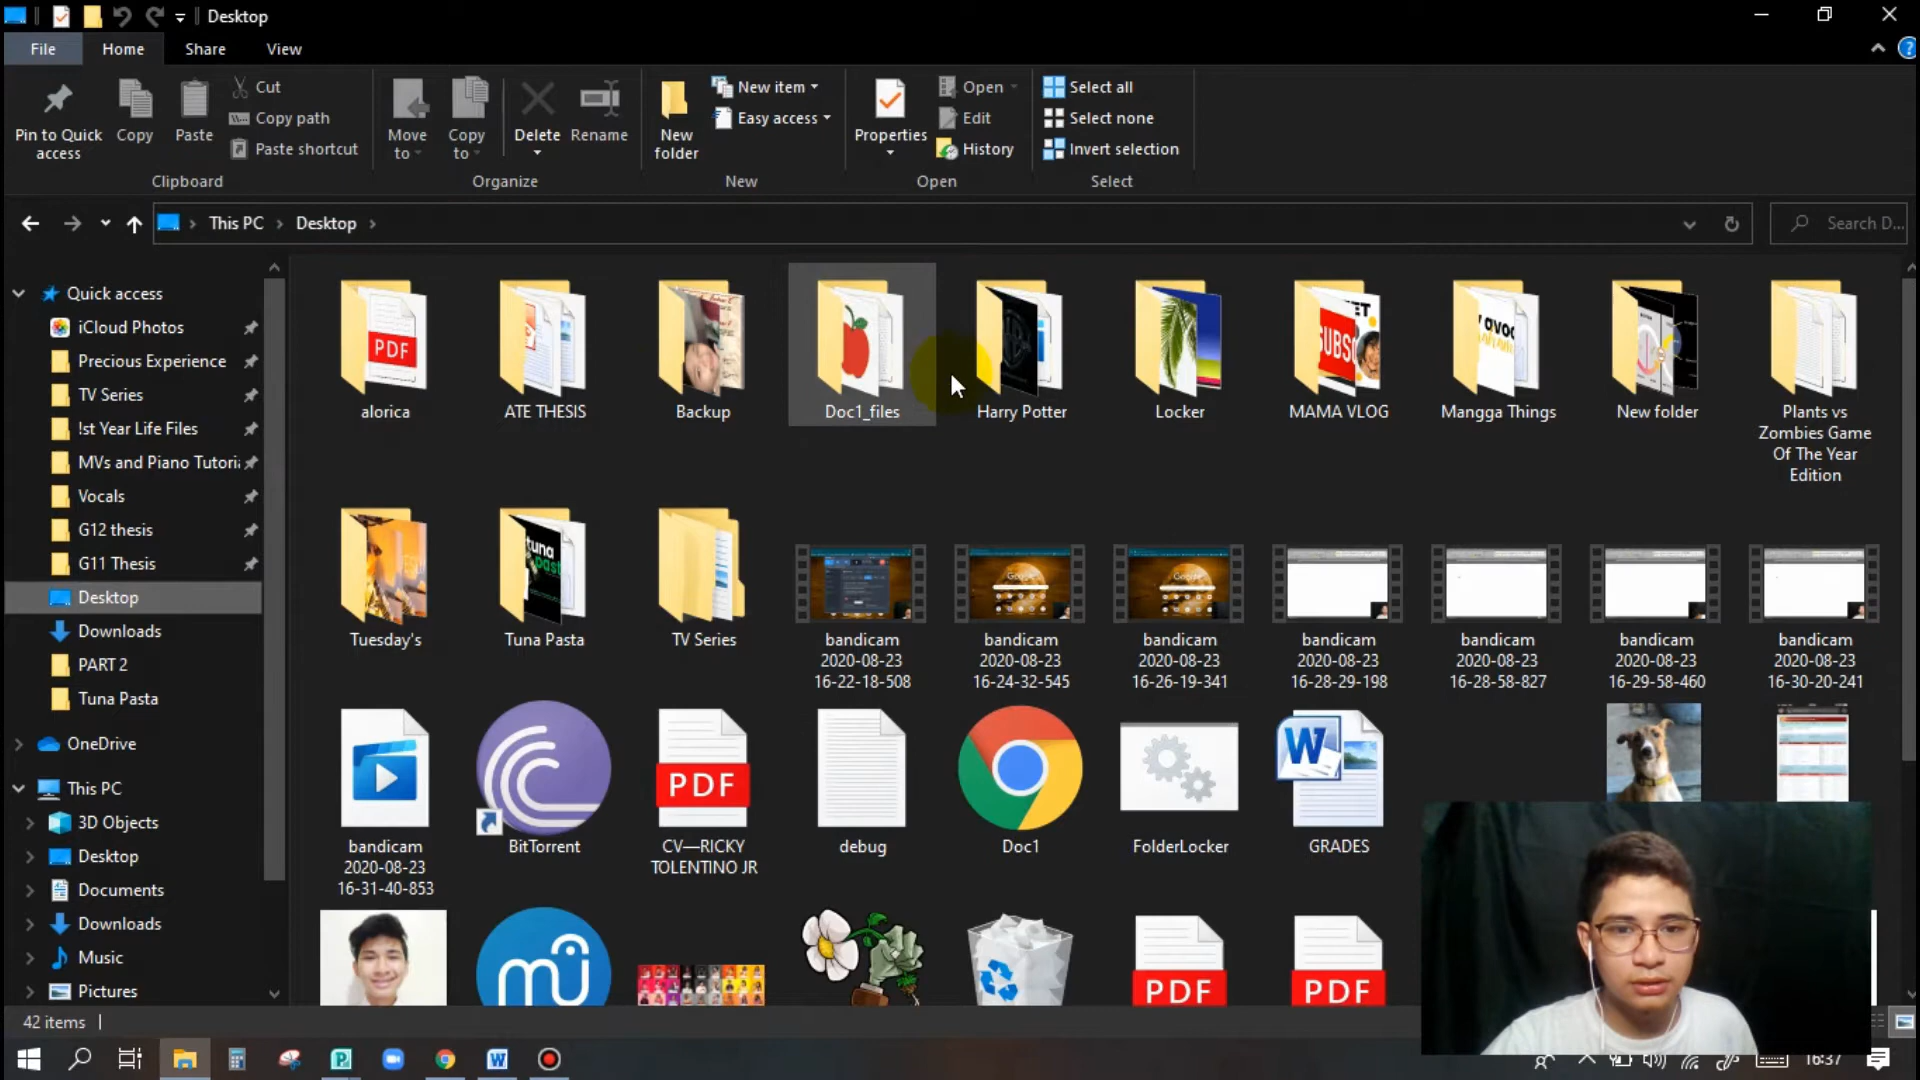 Desktop
File Home Share View
Pin to Quick access
Copy
Paste
Cut
Copy path
Paste shortcut
Move to
Copy to
Delete
Rename
New folder
New item
Easy access
Properties
Open
Edit
History
Select all
Select none
Invert selection
Clipboard Organize New Open Select
This PC Desktop
Search D...
Quick access
iCloud Photos
Precious Experience
TV Series
!st Year Life Files
MVs and Piano Tutori
Vocals
G12 thesis
G11 Thesis
Desktop
Downloads
PART 2
Tuna Pasta
OneDrive
This PC
3D Objects
Desktop
Documents
Downloads
Music
Pictures
PDF
alorica
ATE THESIS
Backup
Doc1_files
Harry Potter
Locker
SUBSC
MAMA VLOG
Mangga Things
New folder
Plants vs
Zombies Game
Of The Year
Edition
Tuesday's
tuna
past
Tuna Pasta
TV Series
bandicam
2020-08-23
16-22-18-508
bandicam
2020-08-23
16-24-32-545
bandicam
2020-08-23
16-26-19-341
bandicam
2020-08-23
16-28-29-198
bandicam
2020-08-23
16-28-58-827
bandicam
2020-08-23
16-29-58-460
bandicam
2020-08-23
16-30-20-241
bandicam
2020-08-23
16-31-40-853
BitTorrent
PDF
CV—RICKY
TOLENTINO JR
debug
Doc1
FolderLocker
W
GRADES
PDF
PDF
42 items
16:37